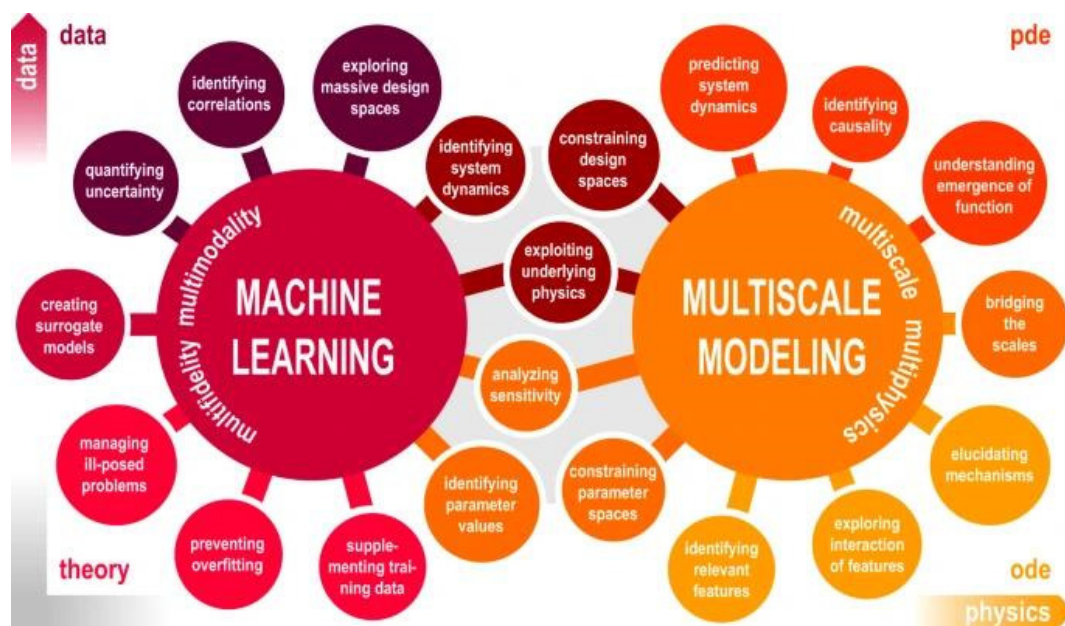 data
data
pde
identifying
correlations
exploring
massive design
spaces
quantifying
uncertainty
identifying
system
dynamics
constraining
design
spaces
predicting
system
dynamics
identifying
causality
understanding
emergence of
function
creating
surrogate
models
multifidelity multimodality
MACHINE
LEARNING
exploiting
underlying
physics
analyzing
sensitivity
MULTISCALE
MODELING
multiscale multiphysics
bridging
the
scales
managing
ill-posed
problems
preventing
overfitting
supple-
menting trai-
ning data
identifying
parameter
values
constraining
parameter
spaces
identifying
relevant
features
exploring
interaction
of features
elucidating
mechanisms
theory
ode
physics